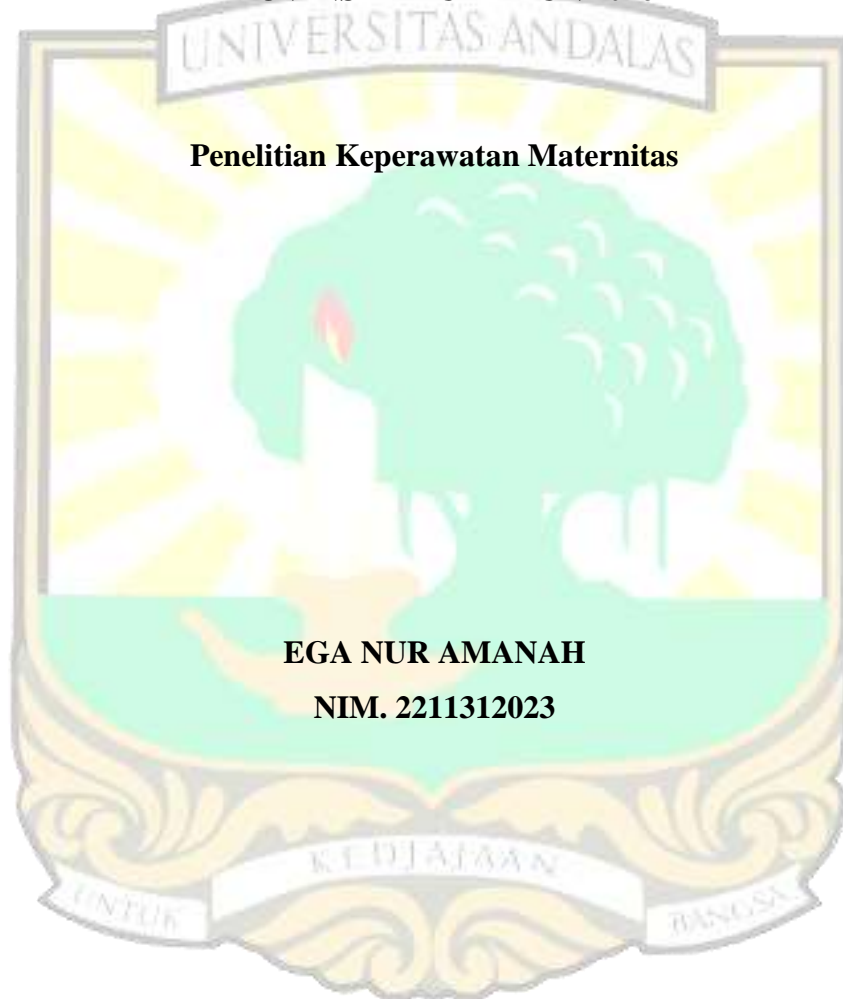 UNIVERSITAS ANDALAS
Penelitian Keperawatan Maternitas
EGA NUR AMANAH
NIM. 2211312023
KEDJAJAAN
UNTUK
BANGSA